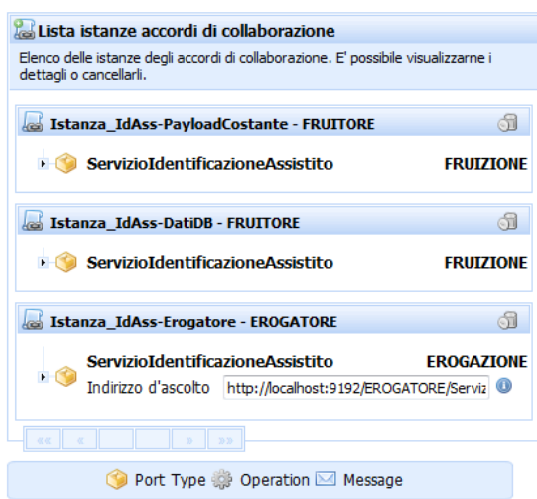 Lista istanze accordi di collaborazione
Elenco delle istanze degli accordi di collaborazione. E' possibile visualizzarne i
dettagli o cancellarli.
Istanza_IdAss-PayloadCostante - FRUITORE
ServizioIdentificazioneAssistito FRUIZIONE
Istanza_IdAss-DatiDB - FRUITORE
ServizioIdentificazioneAssistito FRUIZIONE
Istanza_IdAss-Erogatore - EROGATORE
ServizioIdentificazioneAssistito EROGAZIONE
Indirizzo d'ascolto http://localhost:9192/EROGATORE/Serviz
«« « » »»
Port Type Operation Message